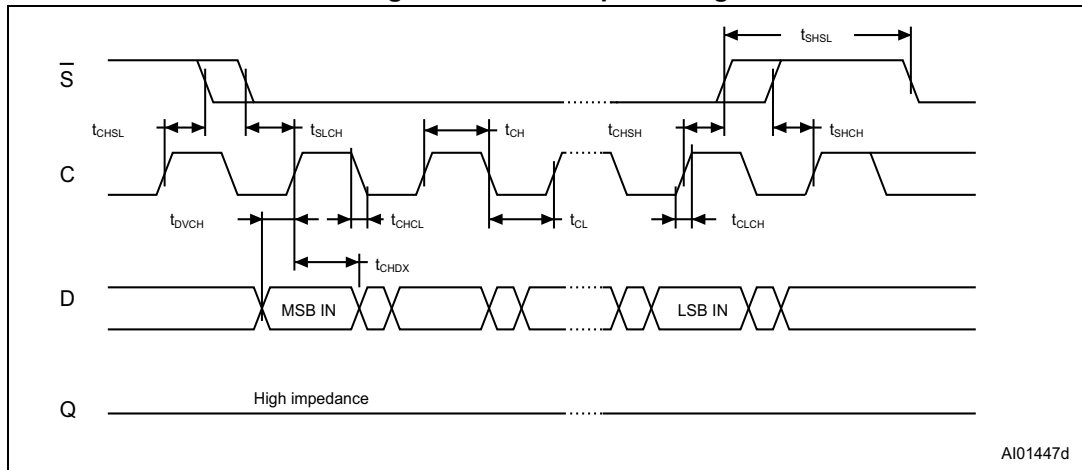 tSHSL
S
tCHSL
tSLCH
tCH
tCHSH
tSHCH
C
tDVCH
tCHCL
tCL
tCLCH
tCHDX
D
MSB IN
LSB IN
High impedance
Q
AI01447d